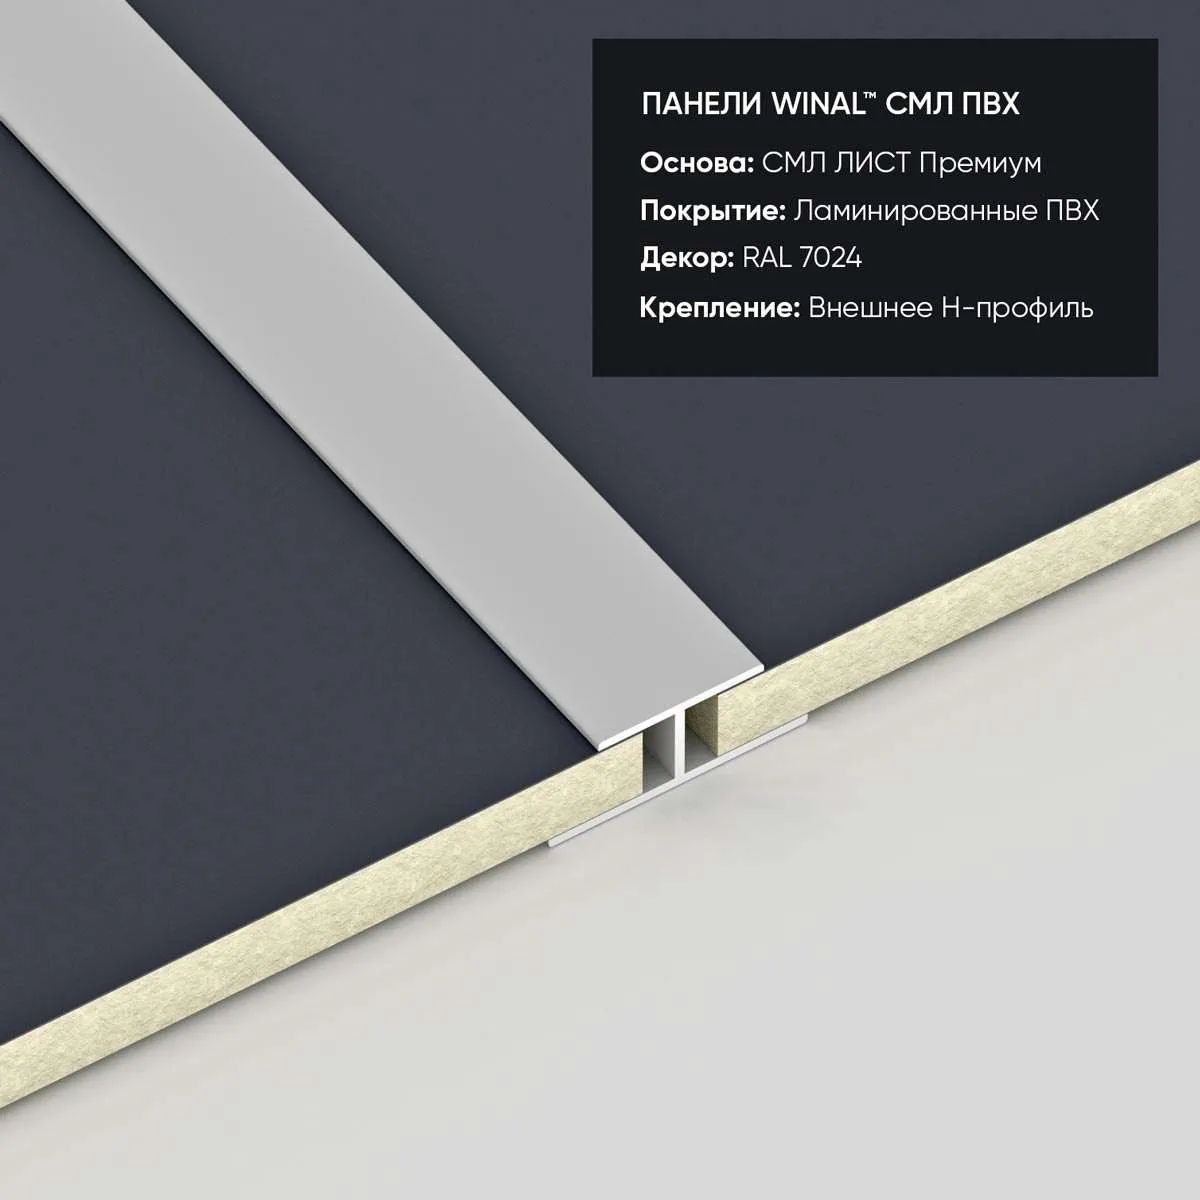 ПАНЕЛИ WINAL™ СМЛ ПВХ
Основа: СМЛ ЛИСТ Премиум
Покрытие: Ламинированные ПВХ
Декор: RAL 7024
Крепление: Внешнее Н-профиль